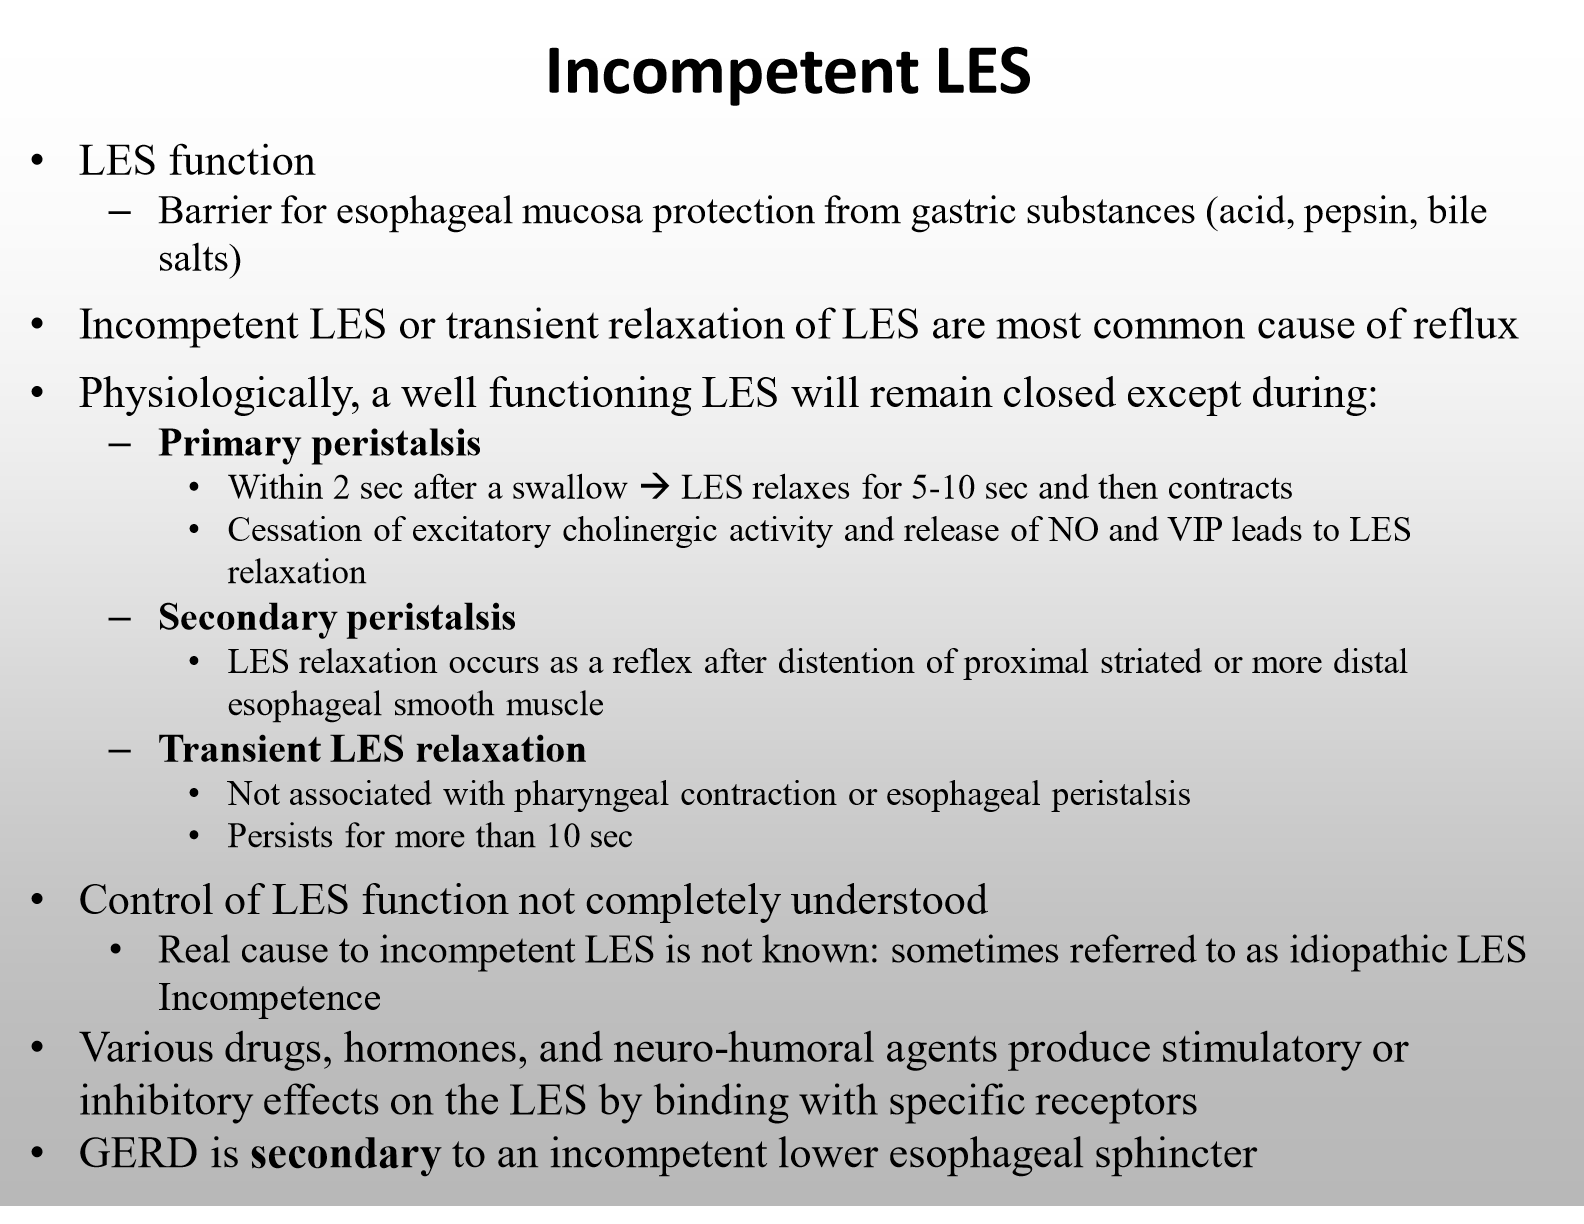 Incompetent LES
• LES function
– Barrier for esophageal mucosa protection from gastric substances (acid, pepsin, bile
salts)
• Incompetent LES or transient relaxation of LES are most common cause of reflux
• Physiologically, a well functioning LES will remain closed except during:
– Primary peristalsis
• Within 2 sec after a swallow → LES relaxes for 5-10 sec and then contracts
• Cessation of excitatory cholinergic activity and release of NO and VIP leads to LES
relaxation
– Secondary peristalsis
• LES relaxation occurs as a reflex after distention of proximal striated or more distal
esophageal smooth muscle
– Transient LES relaxation
• Not associated with pharyngeal contraction or esophageal peristalsis
• Persists for more than 10 sec
• Control of LES function not completely understood
• Real cause to incompetent LES is not known: sometimes referred to as idiopathic LES
Incompetence
• Various drugs, hormones, and neuro-humoral agents produce stimulatory or
inhibitory effects on the LES by binding with specific receptors
• GERD is secondary to an incompetent lower esophageal sphincter